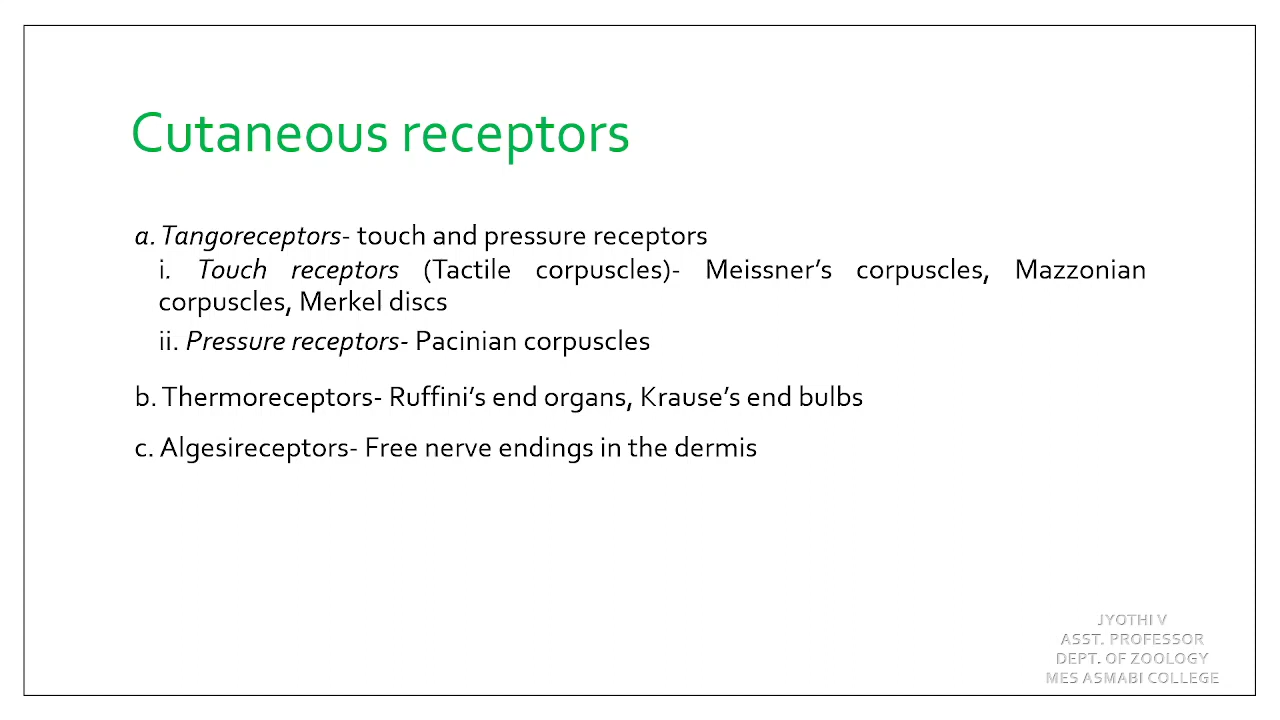 Cutaneous receptors
a. Tangoreceptors- touch and pressure receptors
i. Touch receptors (Tactile corpuscles)- Meissner’s corpuscles, Mazzonian
corpuscles, Merkel discs
ii. Pressure receptors- Pacinian corpuscles
b. Thermoreceptors- Ruffini’s end organs, Krause’s end bulbs
c. Algesireceptors- Free nerve endings in the dermis
JYOTHI V
ASST. PROFESSOR
DEPT. OF ZOOLOGY
MES ASMABI COLLEGE